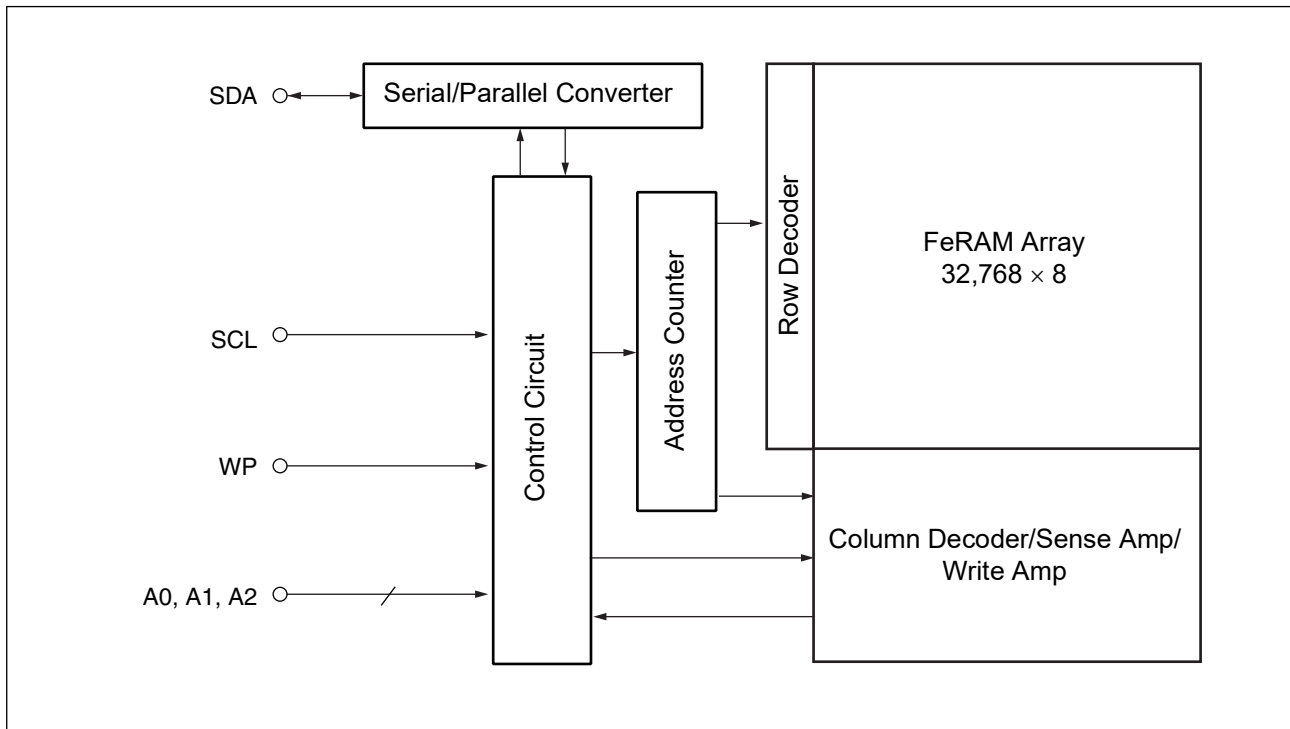 SDA
Serial/Parallel Converter
SCL
WP
A0, A1, A2
Control Circuit
Address Counter
Row Decoder
FeRAM Array
32,768 × 8
Column Decoder/Sense Amp/
Write Amp